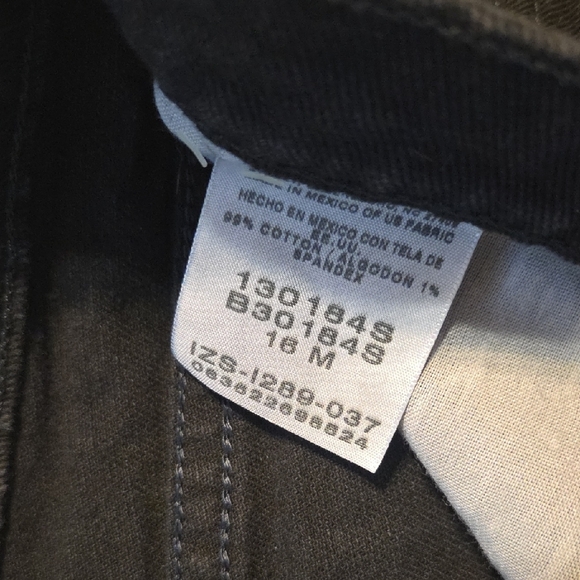 IN MEXICO OF US FABRIC
HECHO EN MEXICO CON TELA DE
EE.UU.
99% COTTON / ALGODON 1%
SPANDEX
130184S
B30184S
16 M
IZS-I289-037